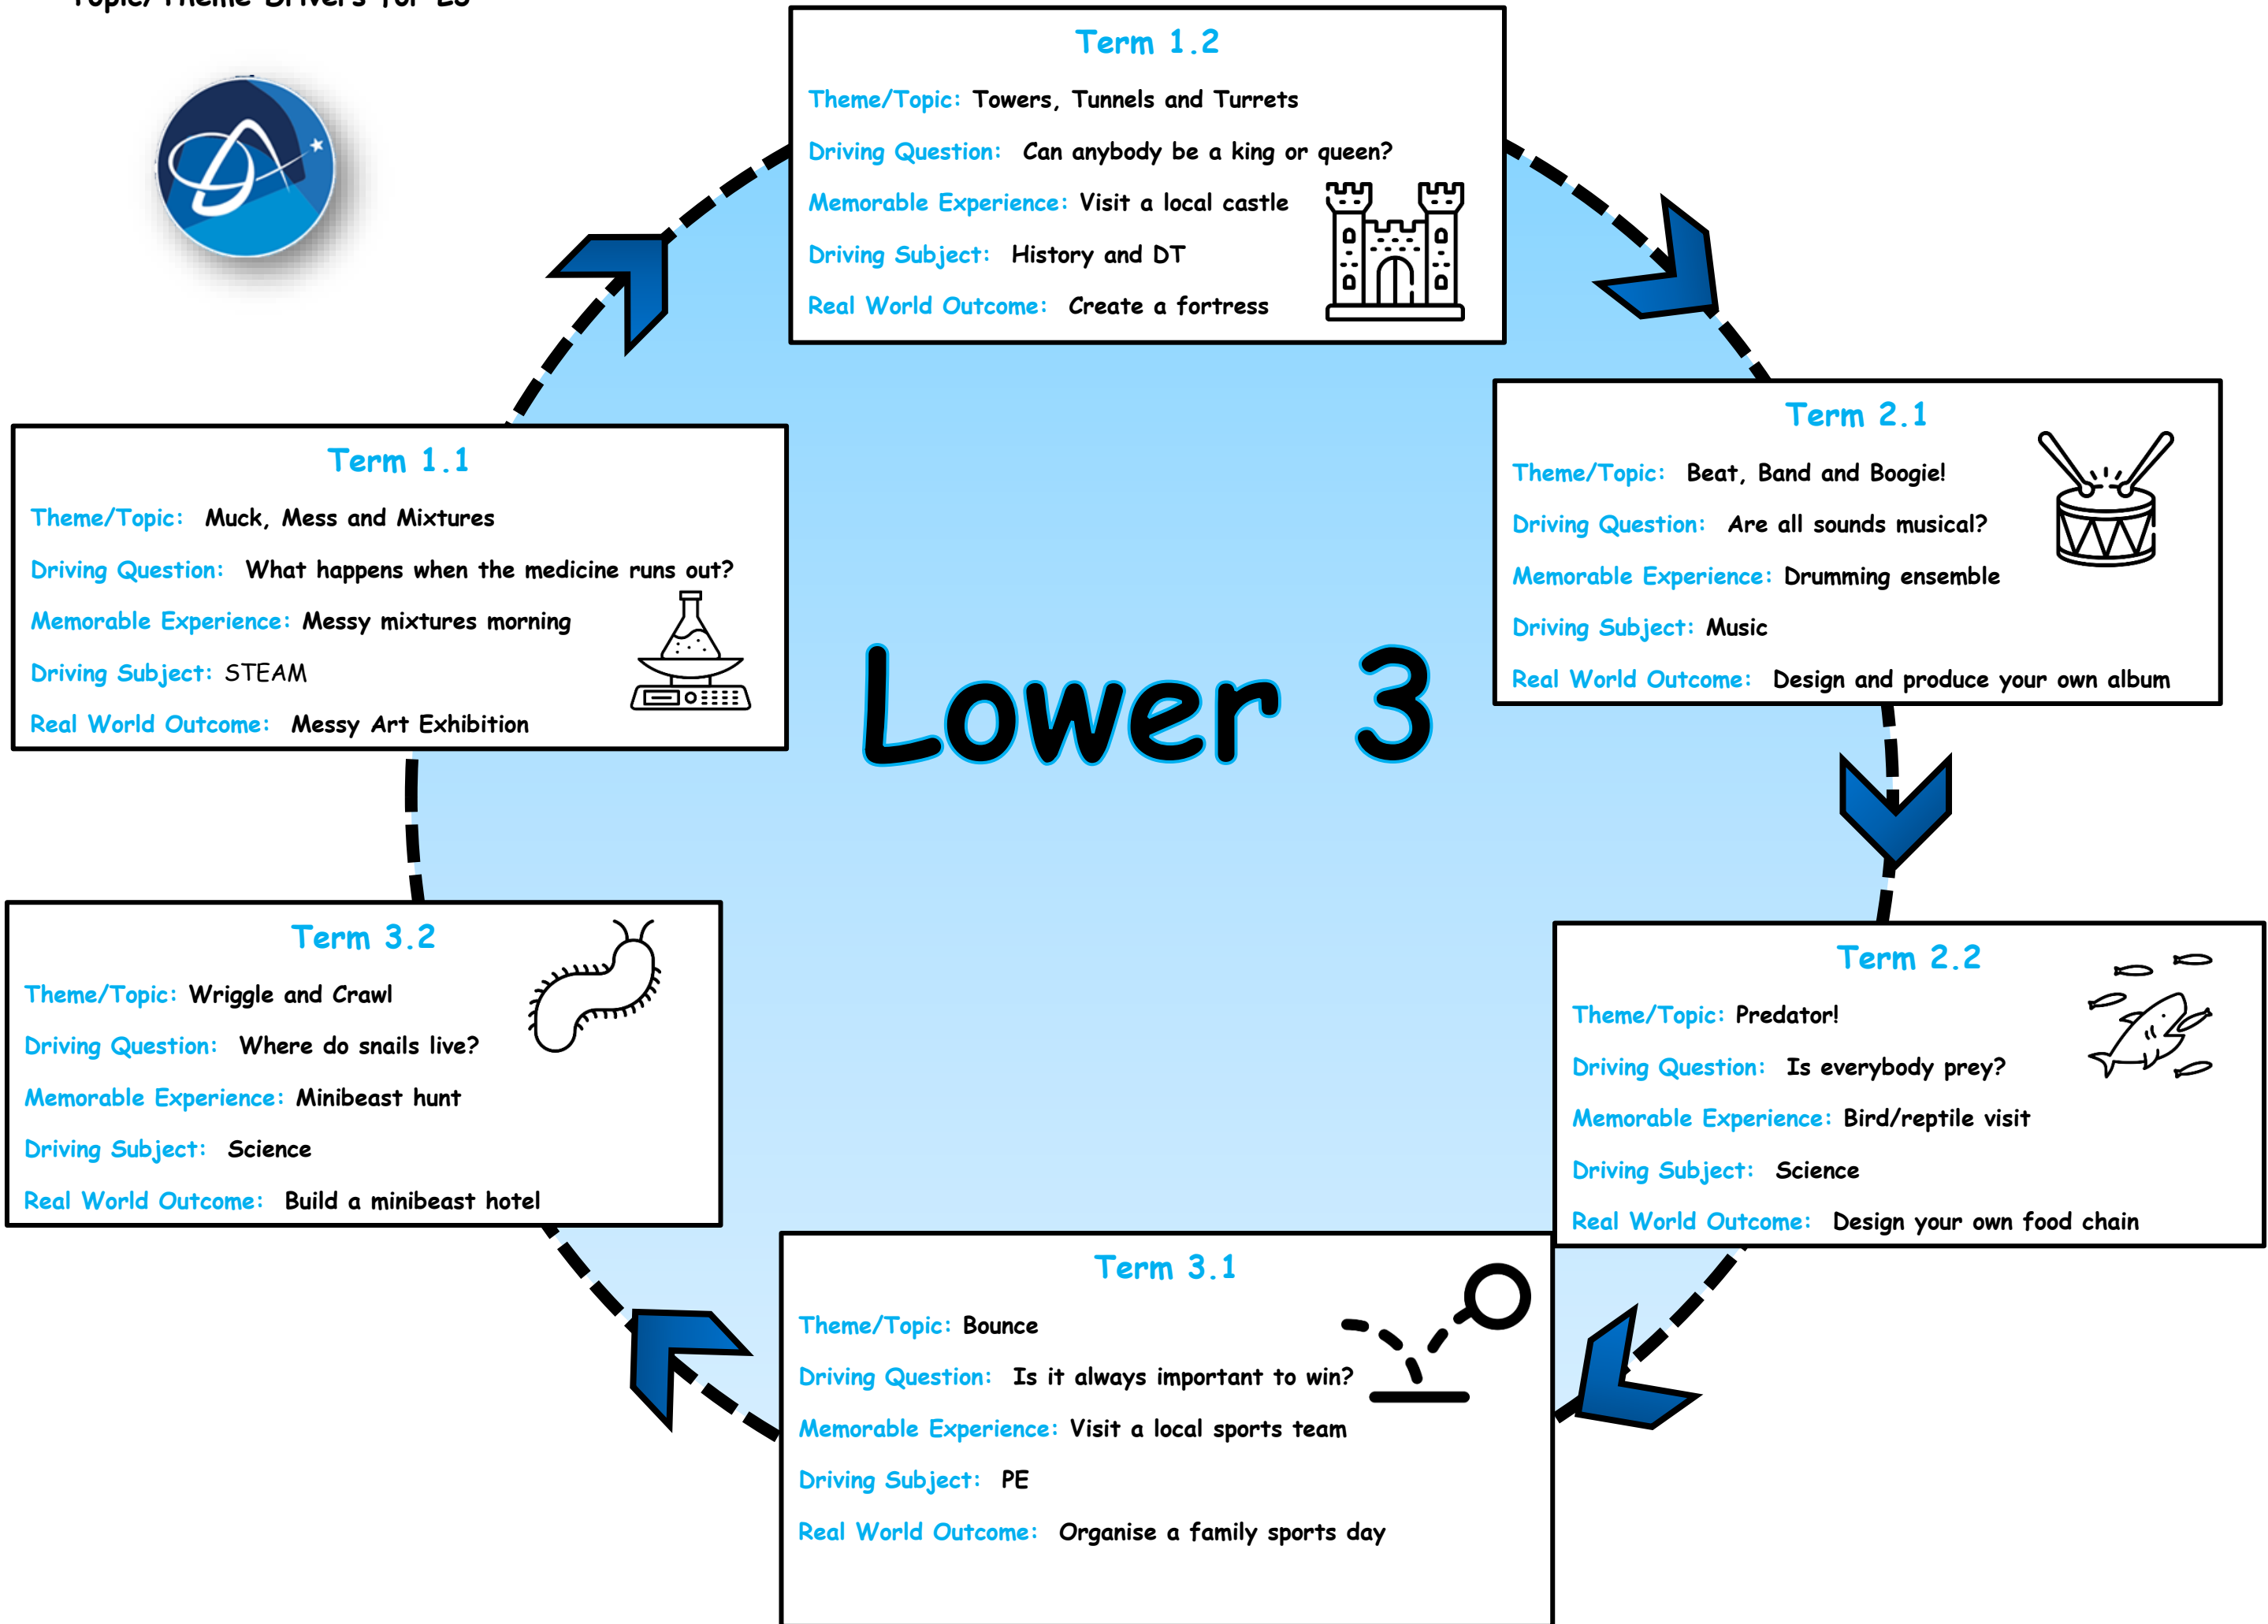 Topic/Theme Drivers for L3
Term 1.2
Theme/Topic: Towers, Tunnels and Turrets
Driving Question: Can anybody be a king or queen?
Memorable Experience: Visit a local castle
Driving Subject: History and DT
Real World Outcome: Create a fortress
Term 2.1
Theme/Topic: Beat, Band and Boogie!
Driving Question: Are all sounds musical?
Memorable Experience: Drumming ensemble
Driving Subject: Music
Real World Outcome: Design and produce your own album
Term 1.1
Theme/Topic: Muck, Mess and Mixtures
Driving Question: What happens when the medicine runs out?
Memorable Experience: Messy mixtures morning
Driving Subject: STEAM
Real World Outcome: Messy Art Exhibition
Lower 3
Term 3.2
Theme/Topic: Wriggle and Crawl
Driving Question: Where do snails live?
Memorable Experience: Minibeast hunt
Driving Subject: Science
Real World Outcome: Build a minibeast hotel
Term 2.2
Theme/Topic: Predator!
Driving Question: Is everybody prey?
Memorable Experience: Bird/reptile visit
Driving Subject: Science
Real World Outcome: Design your own food chain
Term 3.1
Theme/Topic: Bounce
Driving Question: Is it always important to win?
Memorable Experience: Visit a local sports team
Driving Subject: PE
Real World Outcome: Organise a family sports day